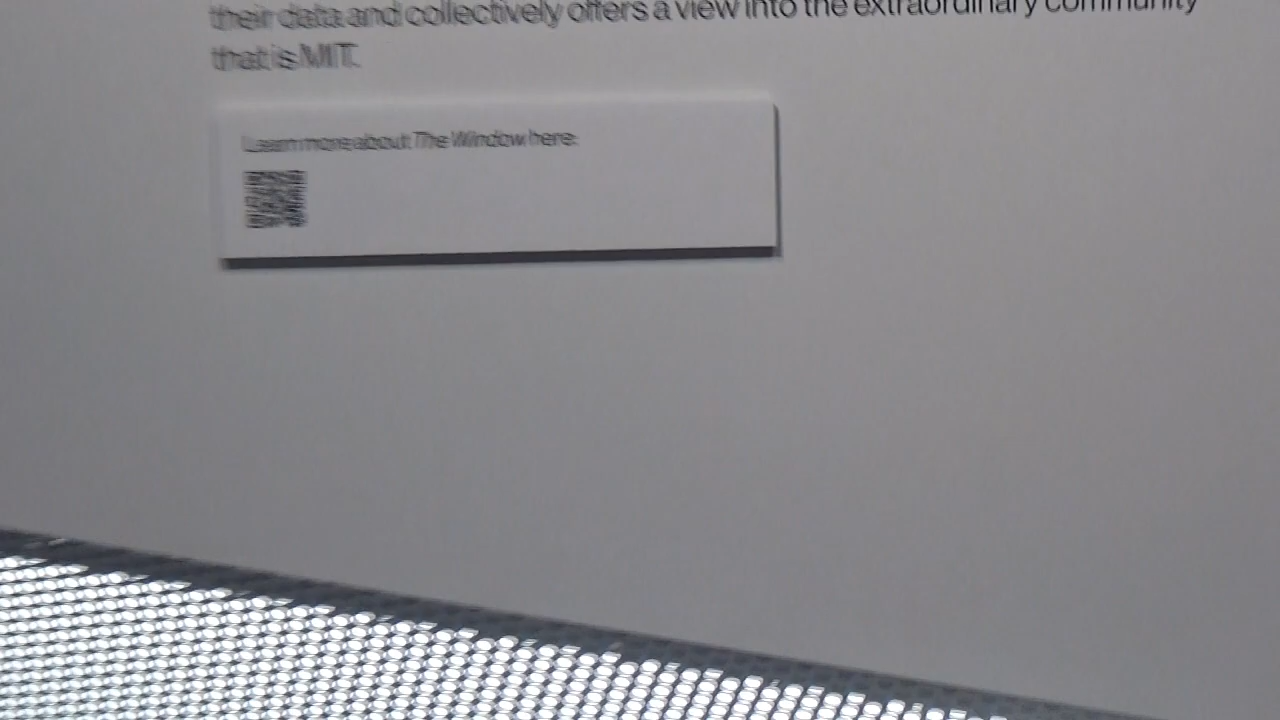 their data and collectively offers a view into the extraordinary community
that is MIT.
Learn more about The Window here: